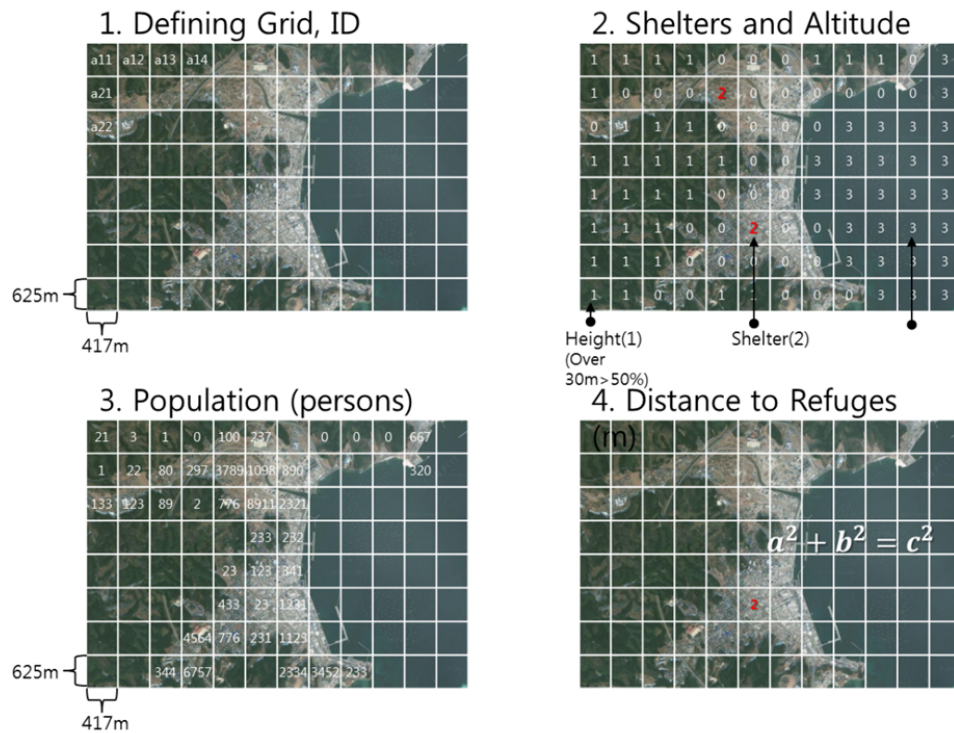 1. Defining Grid, ID
a11 a12 a13 a14
a21
a22
625m
417m
2. Shelters and Altitude
1 1 1 1 0 0 0 1 1 1 0 3
1 0 0 0 2 0 0 0 0 0 0 3
0 1 1 1 0 0 0 0 3 3 3 3
1 1 1 1 1 0 0 3 3 3 3 3
1 1 1 1 0 0 0 3 3 3 3 3
1 1 1 0 0 2 0 0 3 3 3 3
1 1 0 0 0 0 0 0 3 3 3 3
1 1 0 0 1 1 0 0 0 3 3 3
Height(1)
(Over
30m>50%)
Shelter(2)
3. Population (persons)
21 3 1 0 100 237 0 0 0 667
1 22 80 297 3789 1098 890 320
133 123 89 2 776 8911 2321
233 232
23 123 341
433 23 1231
4564 776 231 1123
344 6757 2334 3452 233
625m
417m
4. Distance to Refuges
(m)
a² + b² = c²
2